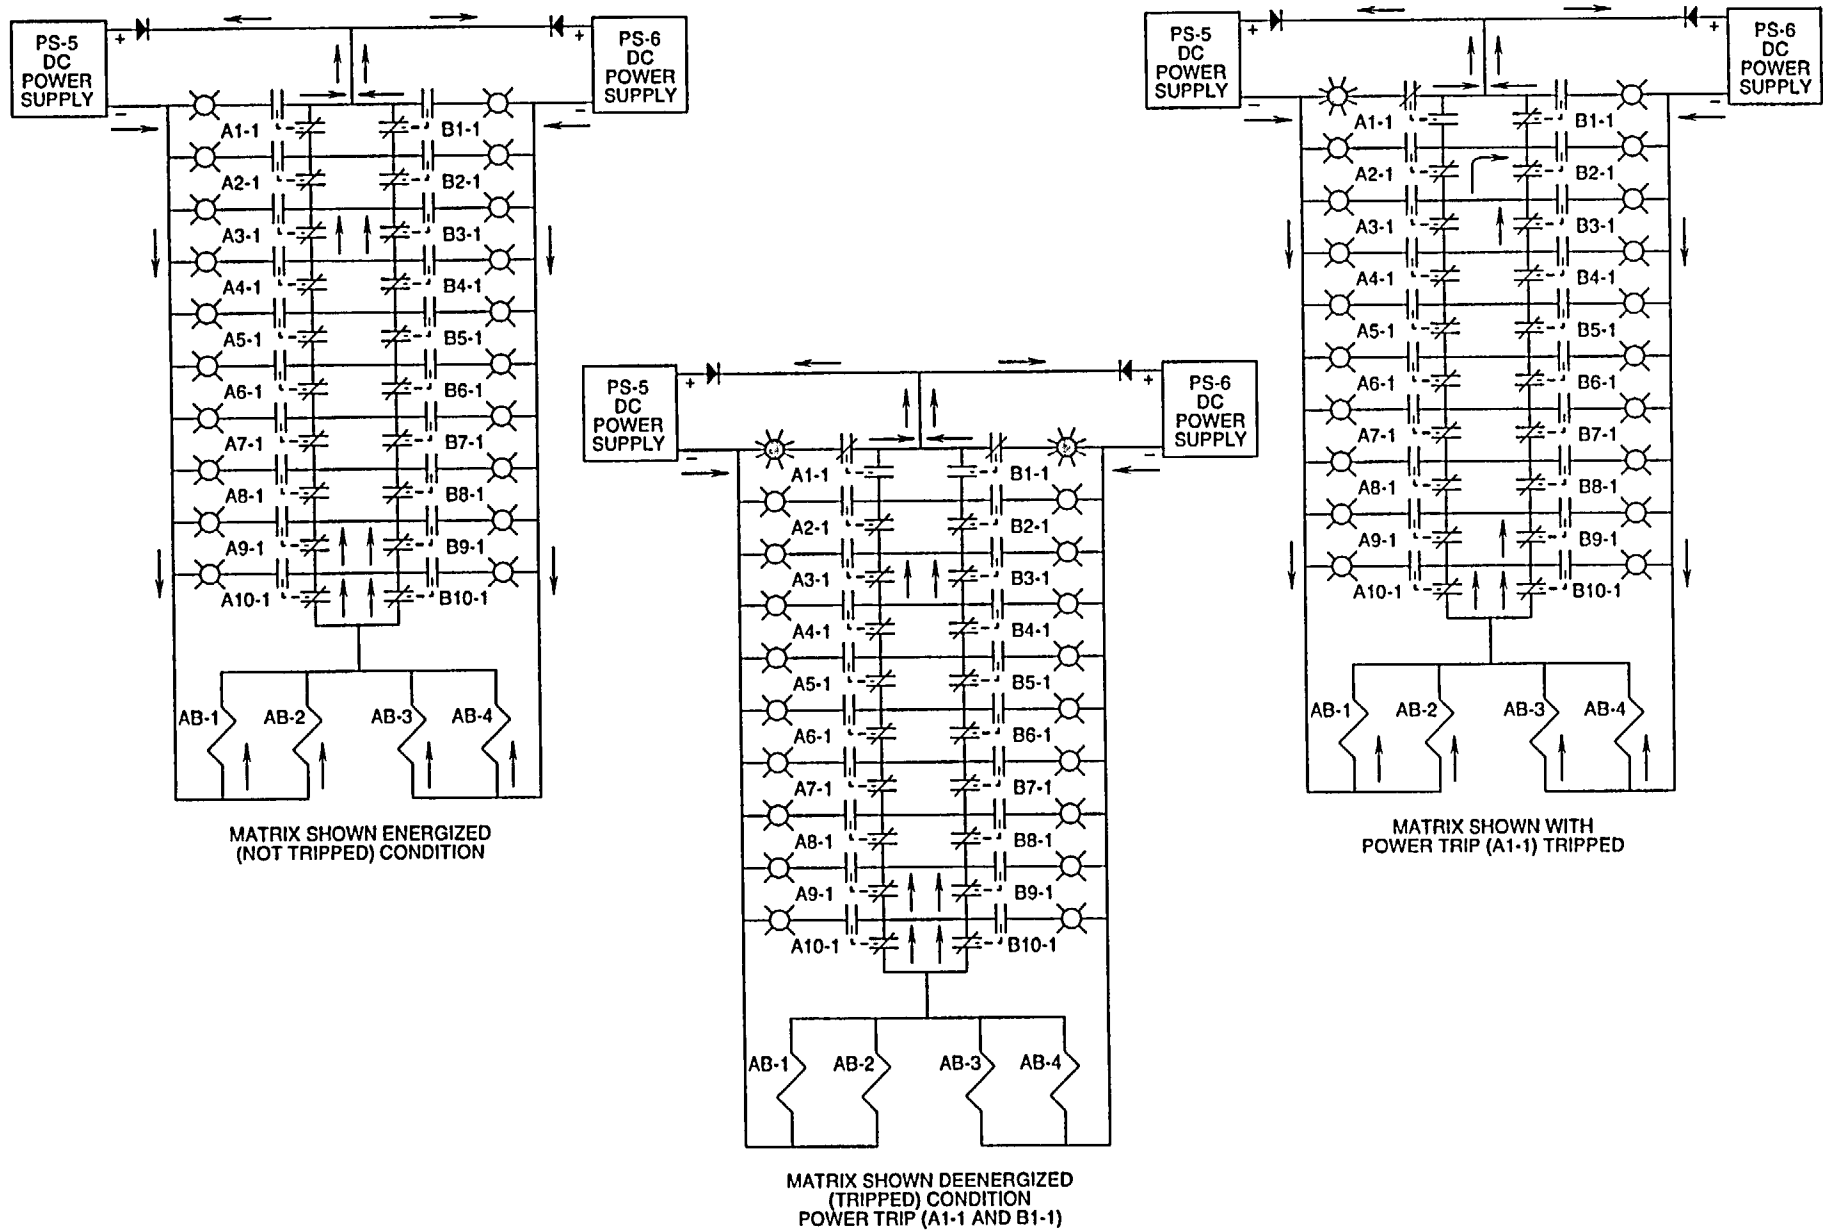 PS-5
DC
POWER
SUPPLY
+
−
+
−
PS-6
DC
POWER
SUPPLY
A1-1
B1-1
A2-1
B2-1
A3-1
B3-1
A4-1
B4-1
A5-1
B5-1
A6-1
B6-1
A7-1
B7-1
A8-1
B8-1
A9-1
B9-1
A10-1
B10-1
AB-1
AB-2
AB-3
AB-4
MATRIX SHOWN ENERGIZED
(NOT TRIPPED) CONDITION
PS-5
DC
POWER
SUPPLY
+
−
+
−
PS-6
DC
POWER
SUPPLY
A1-1
B1-1
A2-1
B2-1
A3-1
B3-1
A4-1
B4-1
A5-1
B5-1
A6-1
B6-1
A7-1
B7-1
A8-1
B8-1
A9-1
B9-1
A10-1
B10-1
AB-1
AB-2
AB-3
AB-4
MATRIX SHOWN DEENERGIZED
(TRIPPED) CONDITION
POWER TRIP (A1-1 AND B1-1)
PS-5
DC
POWER
SUPPLY
+
−
+
−
PS-6
DC
POWER
SUPPLY
A1-1
B1-1
A2-1
B2-1
A3-1
B3-1
A4-1
B4-1
A5-1
B5-1
A6-1
B6-1
A7-1
B7-1
A8-1
B8-1
A9-1
B9-1
A10-1
B10-1
AB-1
AB-2
AB-3
AB-4
MATRIX SHOWN WITH
POWER TRIP (A1-1) TRIPPED